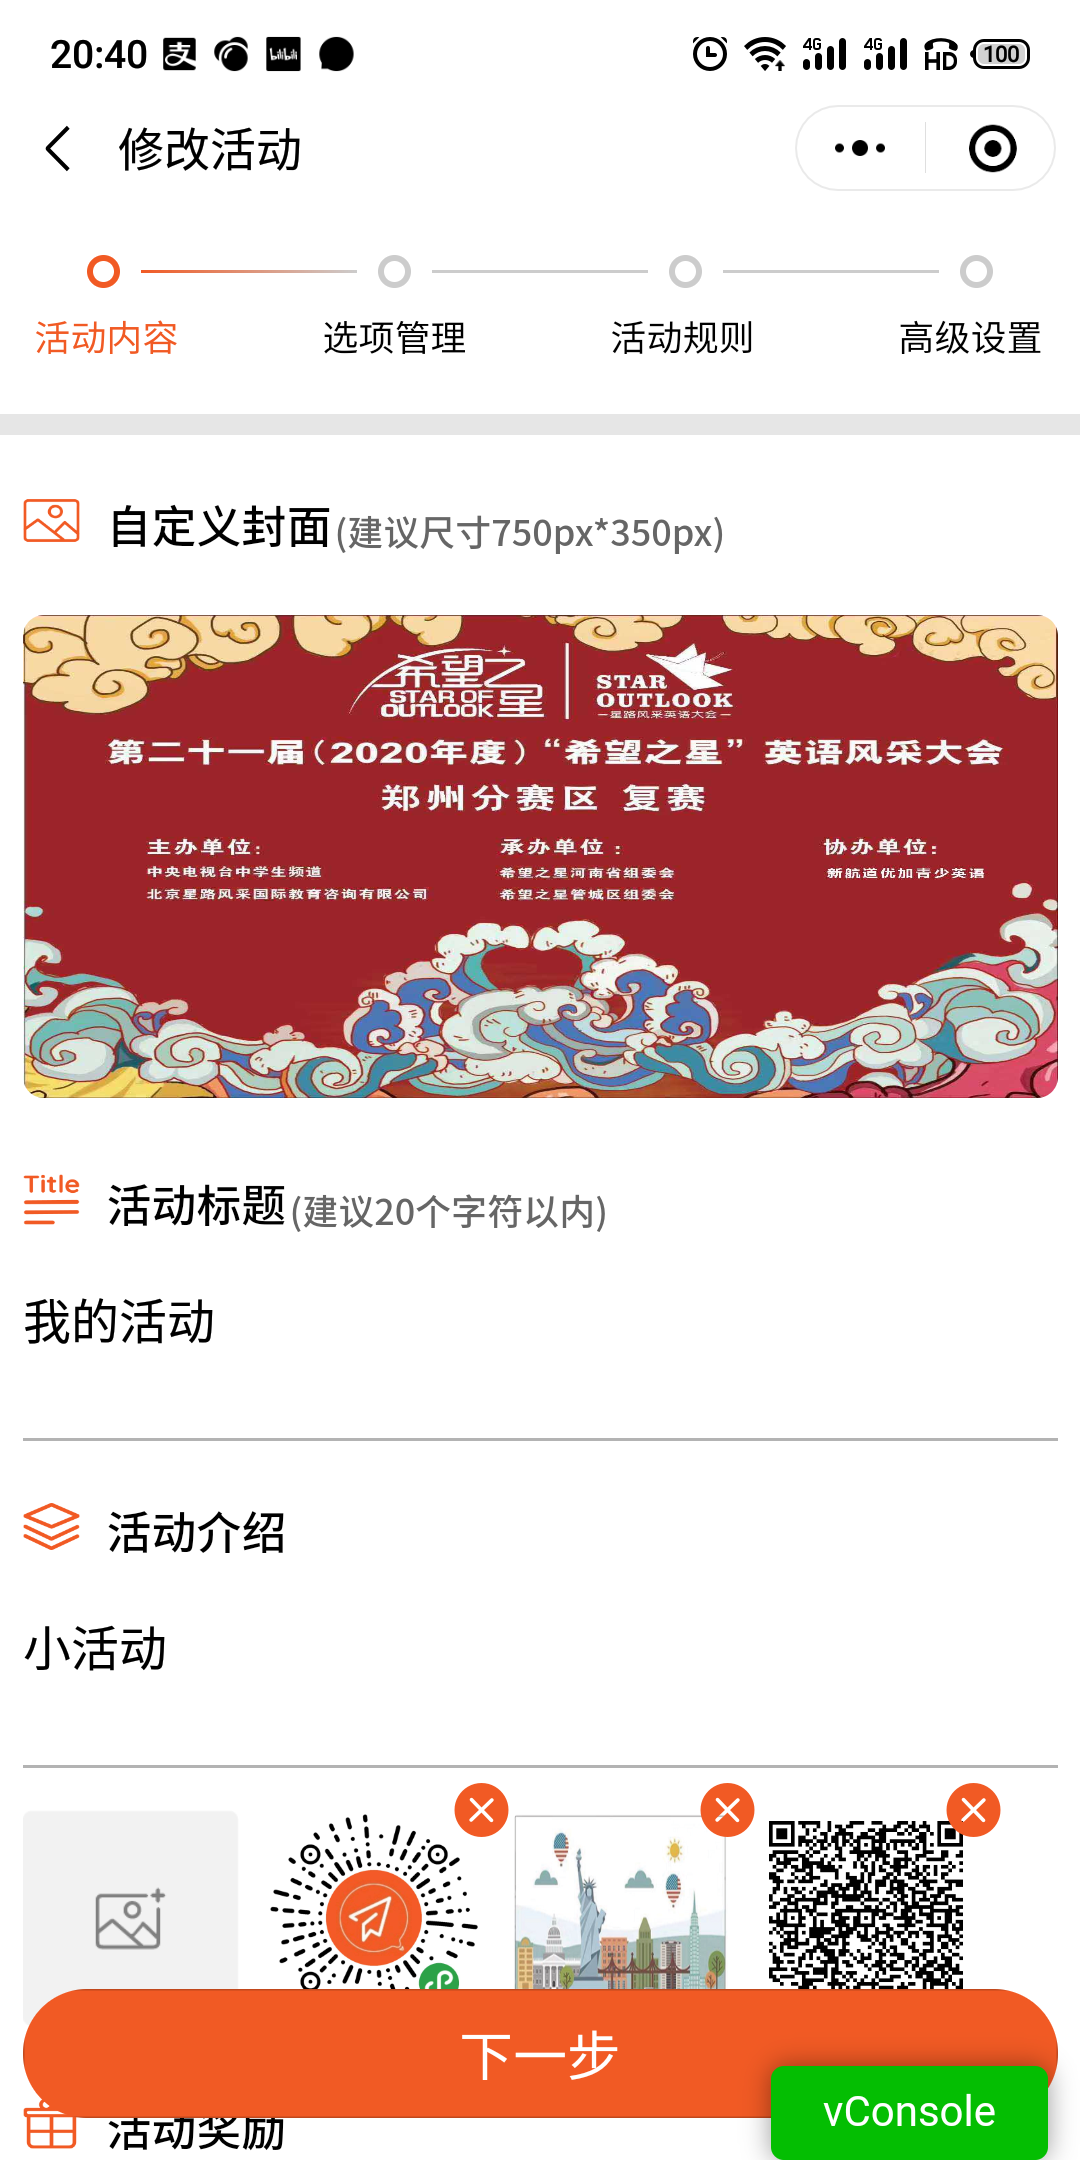 20:40
支
bilibili
4G
4G
HD
100
修改活动
活动内容
选项管理
活动规则
高级设置
自定义封面(建议尺寸750px*350px)
希望之星
STAR OF OUTLOOK
STAR OUTLOOK
星路风采英语大会
第二十一届(2020年度)“希望之星”英语风采大会
郑州分赛区 复赛
主办单位:
中央电视台中学生频道
北京星路风采国际教育咨询有限公司
承办单位:
希望之星河南省组委会
希望之星管城区组委会
协办单位:
新航道优加青少英语
Title
活动标题(建议20个字符以内)
我的活动
活动介绍
小活动
下一步
活动奖励
vConsole